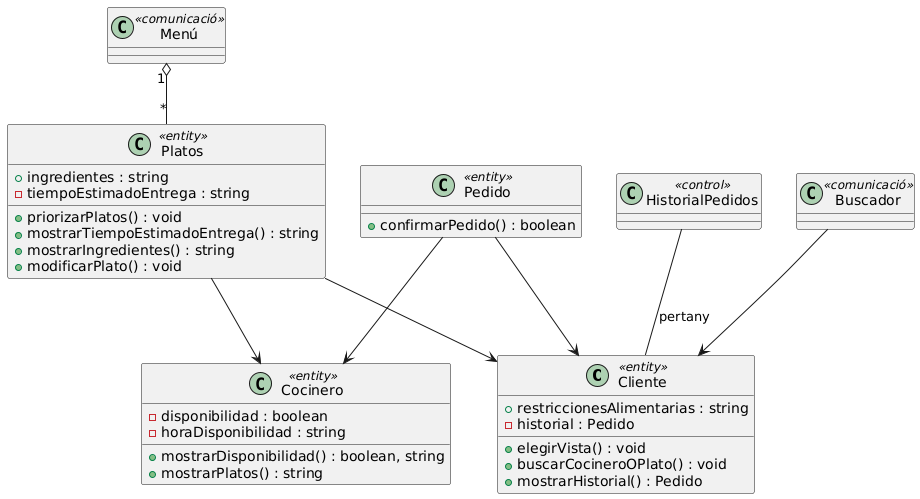 C «comunicació»
Menú
1
*
C «entity»
Platos
ingredientes : string
tiempoEstimadoEntrega : string
priorizarPlatos() : void
mostrarTiempoEstimadoEntrega() : string
mostrarIngredientes() : string
modificarPlato() : void
C «entity»
Pedido
confirmarPedido() : boolean
C «control»
HistorialPedidos
C «comunicació»
Buscador
pertany
C «entity»
Cocinero
disponibilidad : boolean
horaDisponibilidad : string
mostrarDisponibilidad() : boolean, string
mostrarPlatos() : string
C «entity»
Cliente
restriccionesAlimentarias : string
historial : Pedido
elegirVista() : void
buscarCocineroOPlato() : void
mostrarHistorial() : Pedido